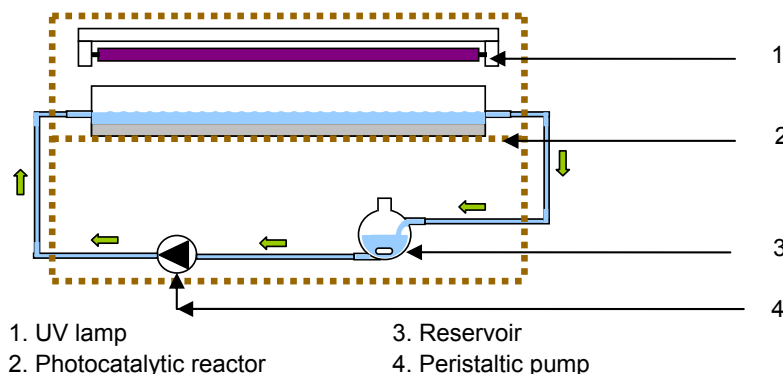 1
2
3
4
1. UV lamp 3. Reservoir
2. Photocatalytic reactor 4. Peristaltic pump